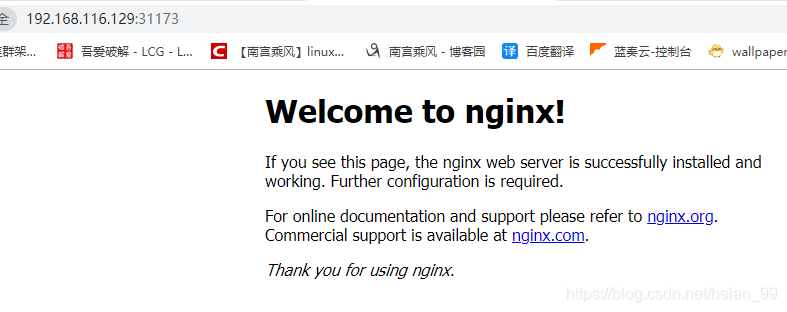 全 192.168.116.129:31173
群架... 吾爱破解 - LCG - L... 【南宫乘风】linux... 南宫乘风 - 博客园 译 百度翻译 蓝奏云-控制台 wallpaper
Welcome to nginx!
If you see this page, the nginx web server is successfully installed and
working. Further configuration is required.
For online documentation and support please refer to nginx.org.
Commercial support is available at nginx.com.
Thank you for using nginx.
https://blog.csdn.net/heian_99